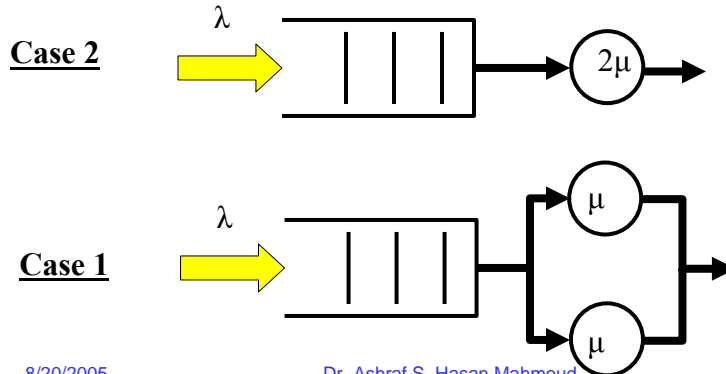 λ
Case 2
2μ
λ
μ
Case 1
μ
8/20/2005
Dr. Ashraf S. Hasan Mahmoud